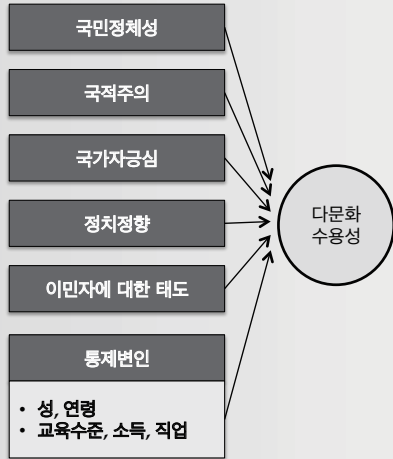 국민정체성
국적주의
국가자긍심
정치정향
이민자에 대한 태도
통제변인
• 성, 연령
• 교육수준, 소득, 직업
다문화
수용성